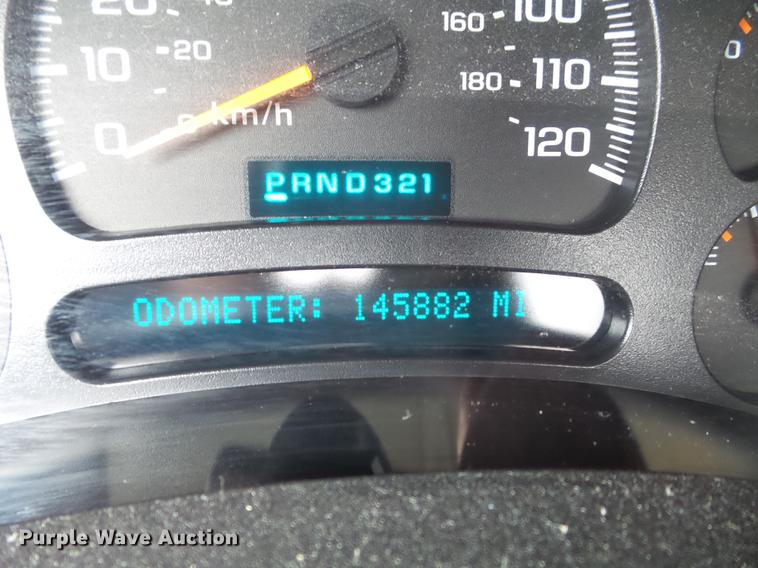 20 160 100
10 20 180 110 0
0 km/h 120
PRND321
ODOMETER: 145882 MI
Purple Wave Auction